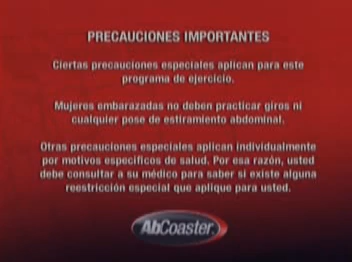 PRECAUCIONES IMPORTANTES
Ciertas precauciones especiales aplican para este
programa de ejercicio.
Mujeres embarazadas no deben practicar giros ni
cualquier pose de estiramiento abdominal.
Otras precauciones especiales aplican individualmente
por motivos específicos de salud. Por esa razón, usted
debe consultar a su médico para saber si existe alguna
reestricción especial que aplique para usted.
AbCoaster.